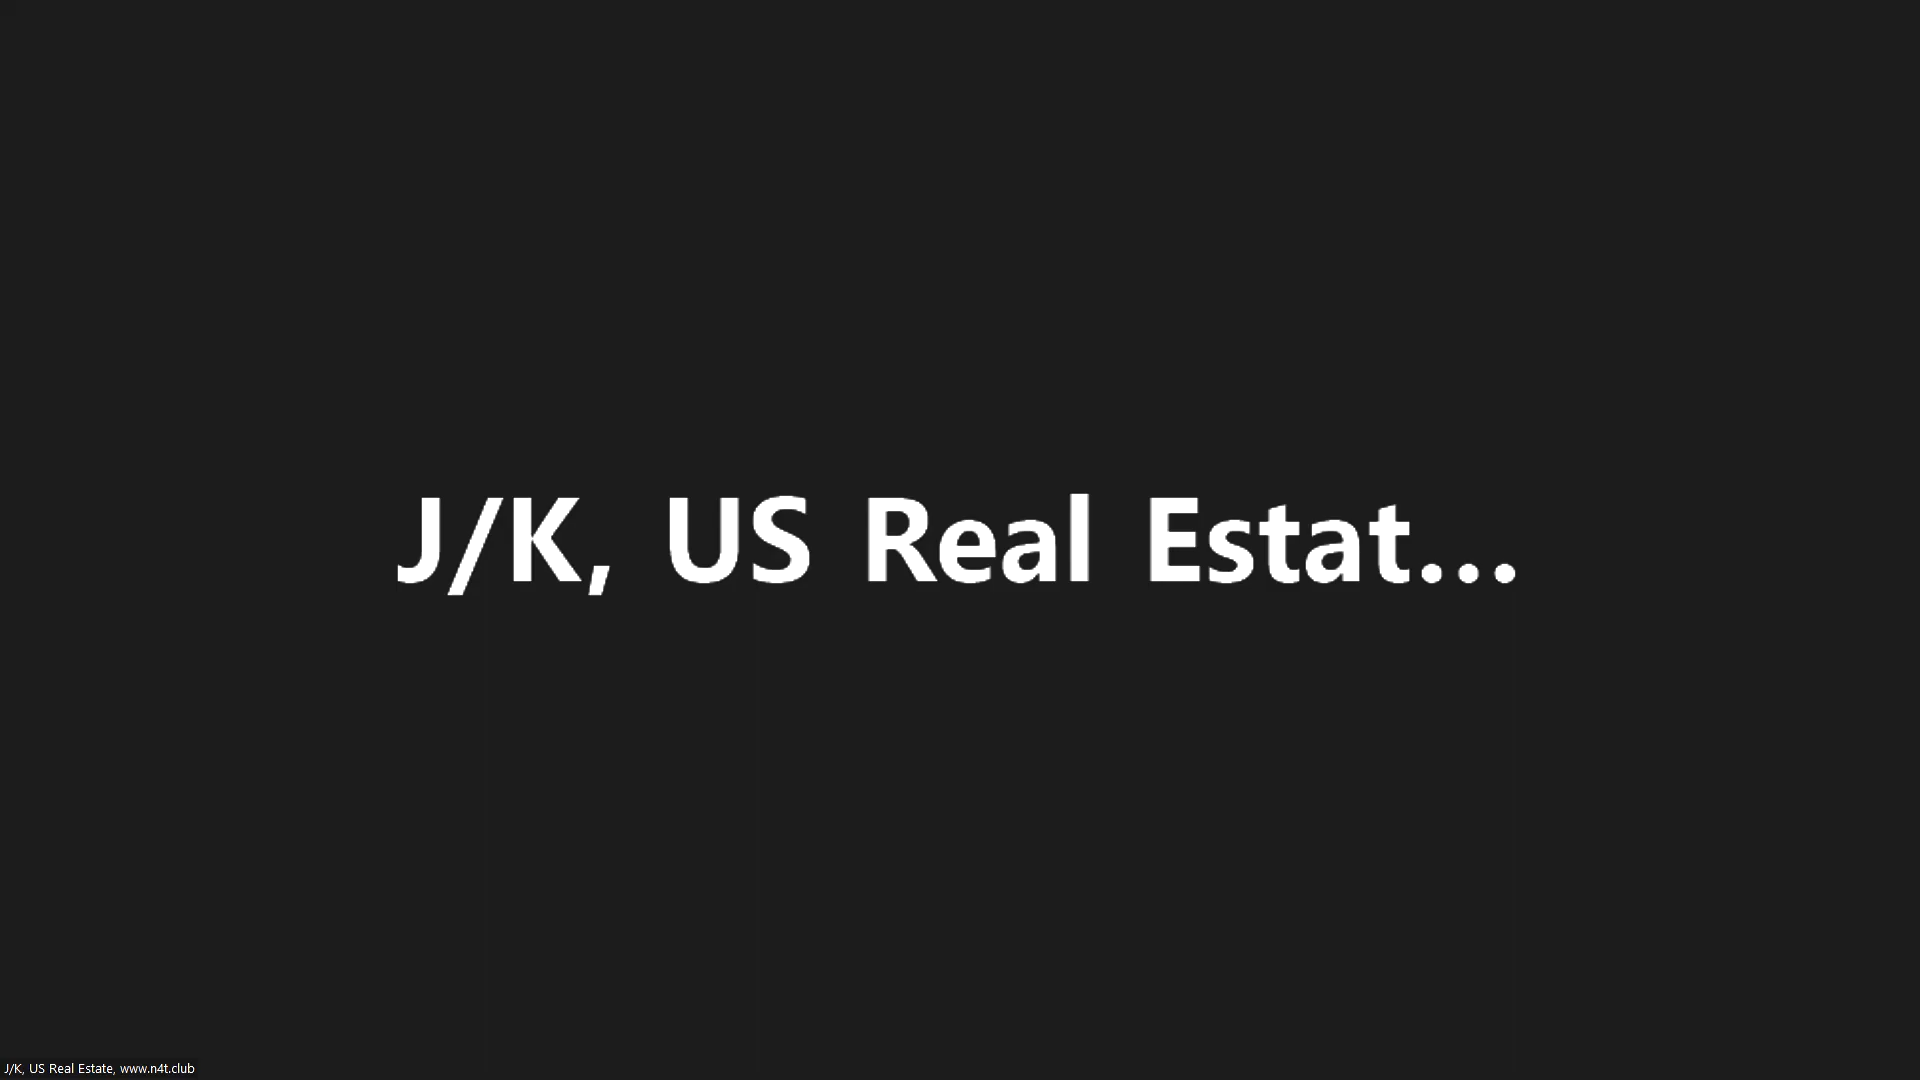 J/K, US Real Estat...
J/K, US Real Estate, www.n4t.club